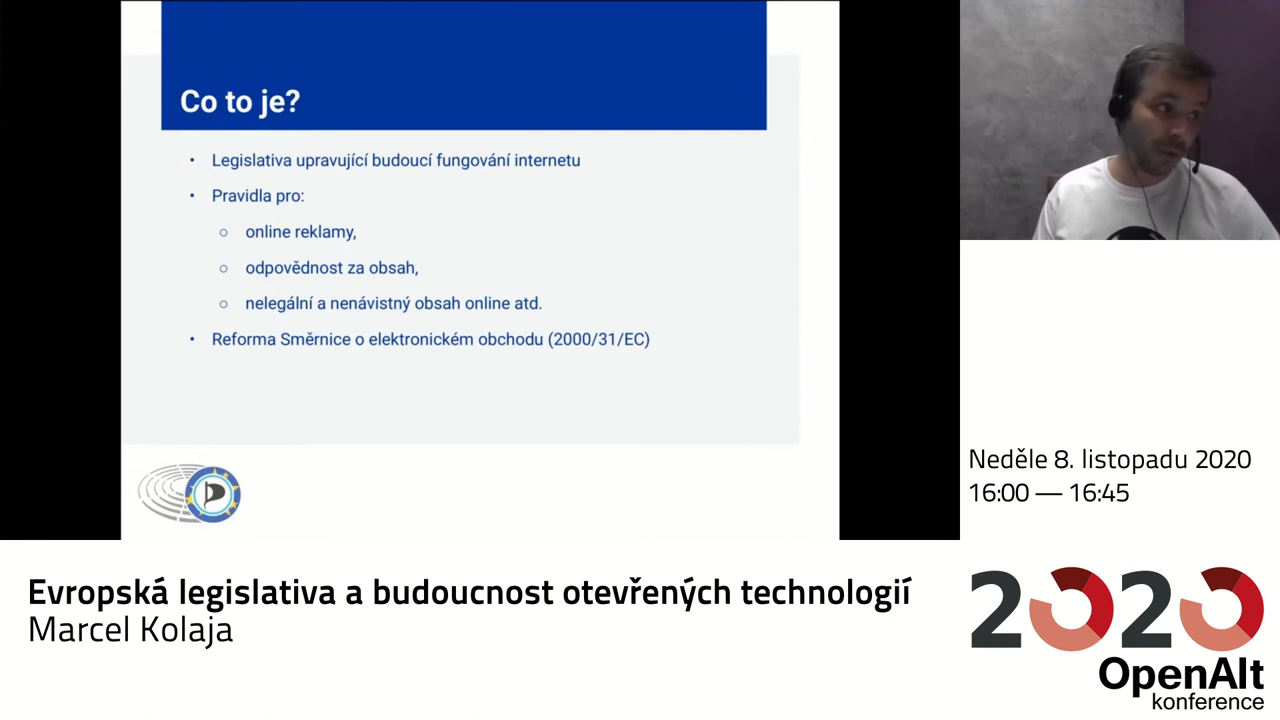 Co to je?
• Legislativa upravující budoucí fungování internetu
• Pravidla pro:
○ online reklamy,
○ odpovědnost za obsah,
○ nelegální a nenávistný obsah online atd.
• Reforma Směrnice o elektronickém obchodu (2000/31/EC)
Neděle 8. listopadu 2020
16:00 — 16:45
Evropská legislativa a budoucnost otevřených technologií
Marcel Kolaja
2020
OpenAlt
konference